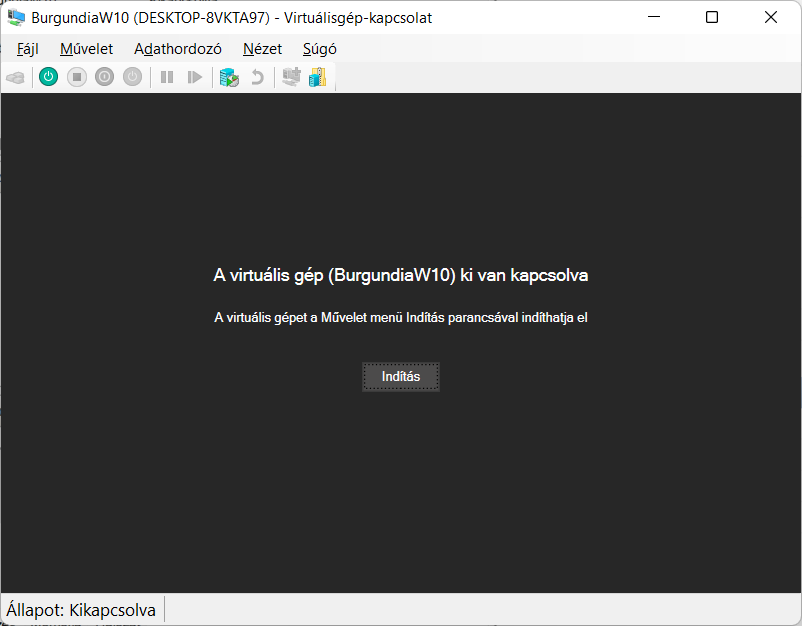 BurgundiaW10 (DESKTOP-8VKTA97) - Virtuálisgép-kapcsolat
Fájl Művelet Adathordozó Nézet Súgó
A virtuális gép (BurgundiaW10) ki van kapcsolva
A virtuális gépet a Művelet menü Indítás parancsával indíthatja el
Indítás
Állapot: Kikapcsolva